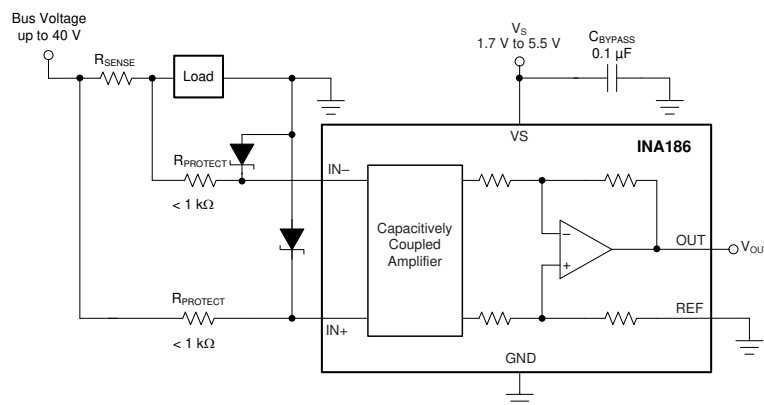 Bus Voltage
up to 40 V
RSENSE
Load
VS
1.7 V to 5.5 V
CBYPASS
0.1 µF
VS
INA186
RPROTECT
< 1 kΩ
IN–
Capacitively
Coupled
Amplifier
–
+
OUT
VOU
RPROTECT
< 1 kΩ
IN+
REF
GND